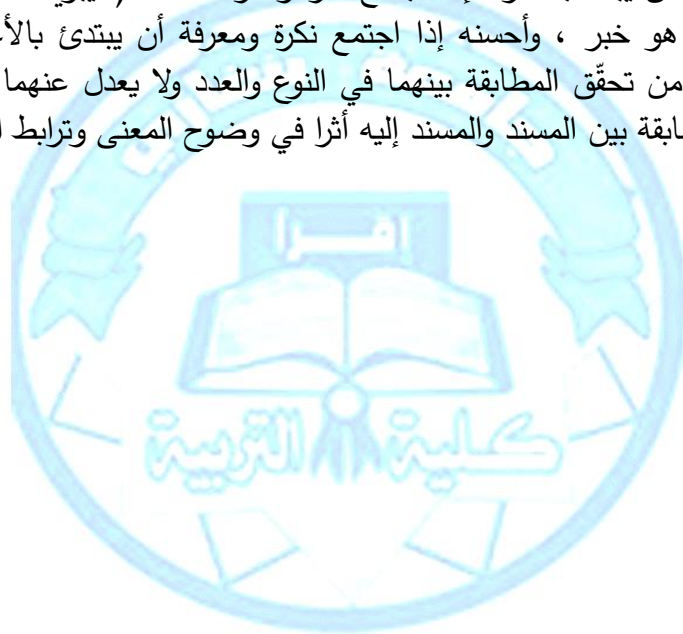 هو خبر ، وأحسنه إذا اجتمع نكرة ومعرفة أن يبتدئ بالأ
من تحقّق المطابقة بينهما في النوع والعدد ولا يعدل عنهما
ابقة بين المسند والمسند إليه أثرا في وضوح المعنى وترابط ا
اقرا
كلية التربية